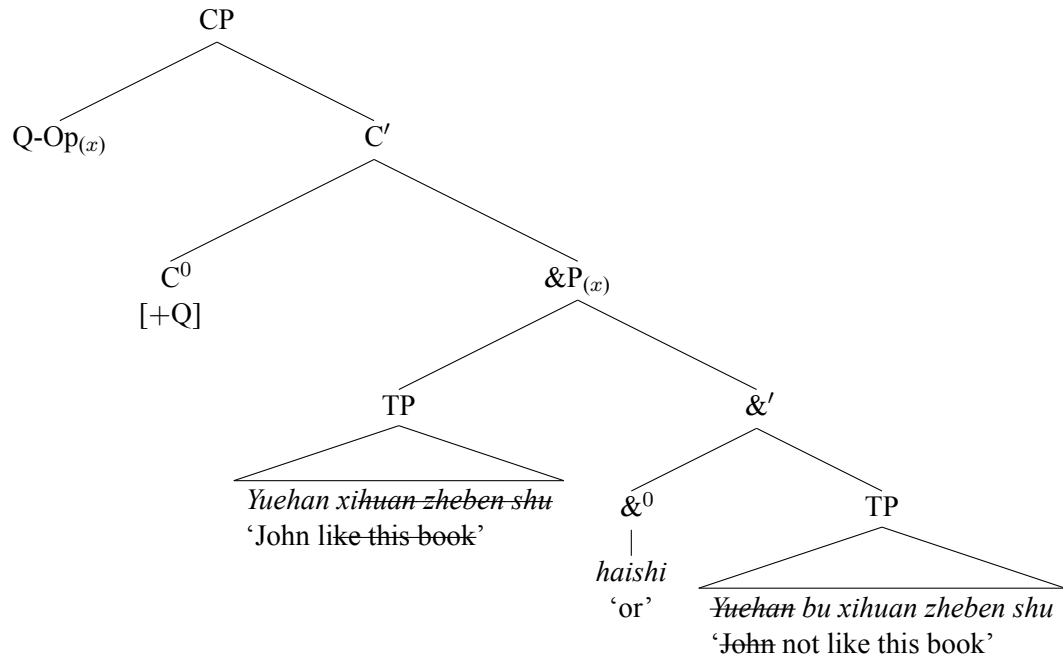 CP
Q-Op(x)
C′
C⁰
[+Q]
&P(x)
TP
&′
Yuehan xihuan zheben shu
‘John like this book’
&⁰
haishi
‘or’
TP
Yuehan bu xihuan zheben shu
‘John not like this book’